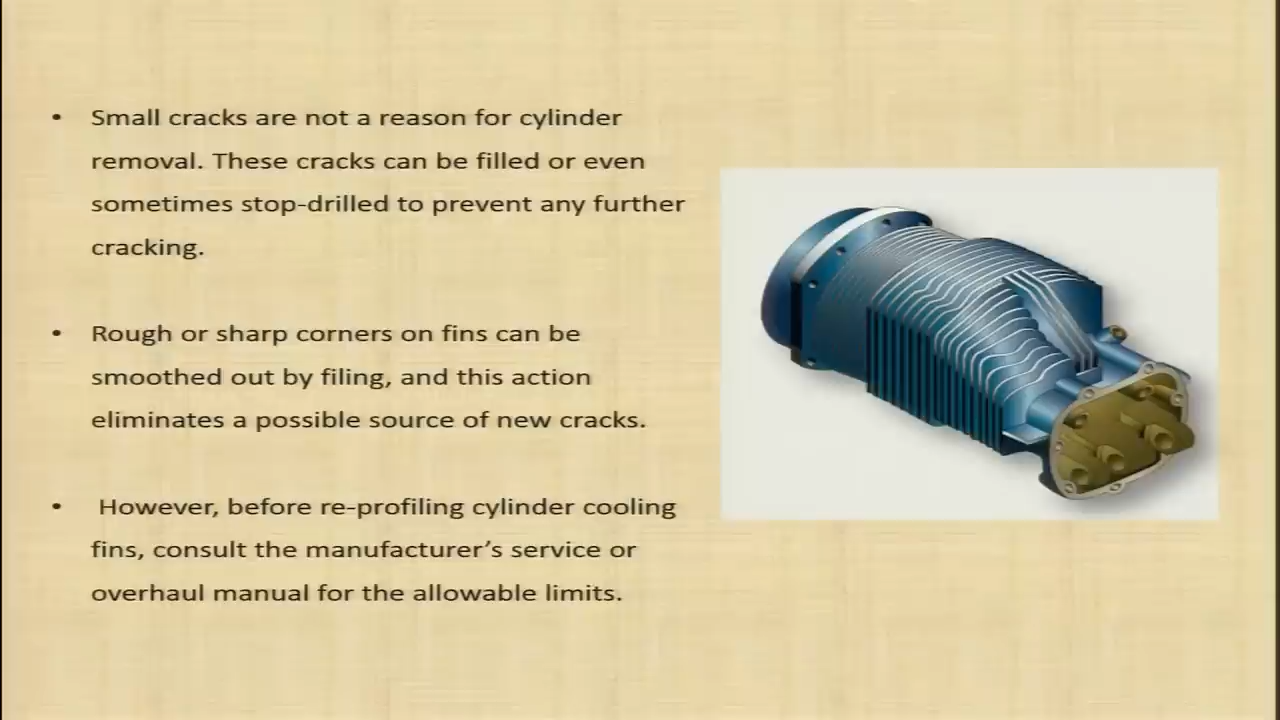 • Small cracks are not a reason for cylinder
removal. These cracks can be filled or even
sometimes stop-drilled to prevent any further
cracking.
• Rough or sharp corners on fins can be
smoothed out by filing, and this action
eliminates a possible source of new cracks.
• However, before re-profiling cylinder cooling
fins, consult the manufacturer’s service or
overhaul manual for the allowable limits.